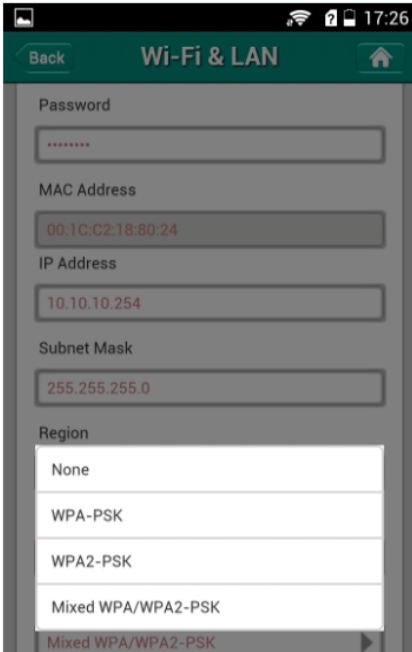 17:26
Back
Wi-Fi & LAN
Password
••••••••
MAC Address
00:1C:C2:18:80:24
IP Address
10.10.10.254
Subnet Mask
255.255.255.0
Region
None
WPA-PSK
WPA2-PSK
Mixed WPA/WPA2-PSK
Mixed WPA/WPA2-PSK